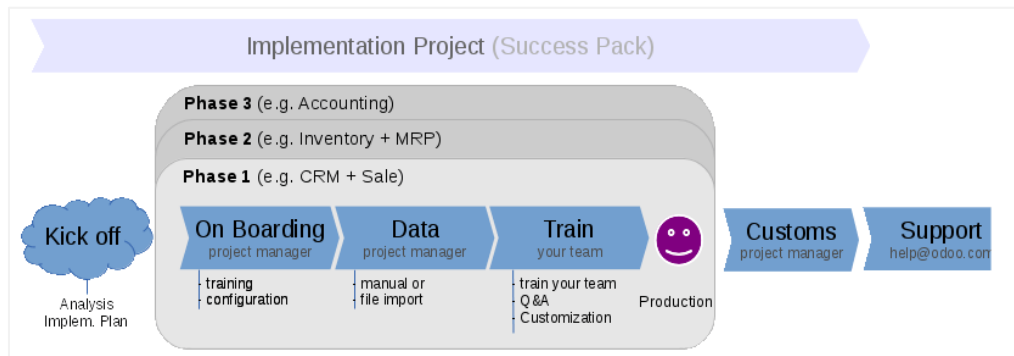 Implementation Project (Success Pack)
Phase 3 (e.g. Accounting)
Phase 2 (e.g. Inventory + MRP)
Phase 1 (e.g. CRM + Sale)
Kick off
Analysis
Implem. Plan
On Boarding
project manager
- training
- configuration
Data
project manager
- manual or
- file import
Train
your team
- train your team
- Q&A
- Customization
Production
Customs
project manager
Support
help@odoo.com